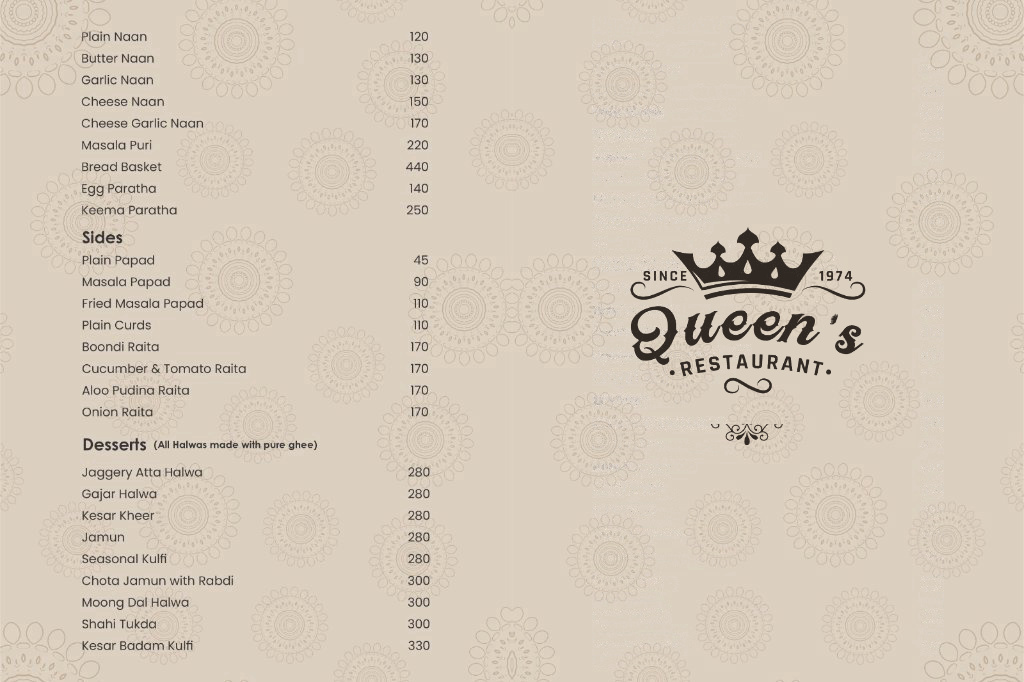 Plain Naan 120
Butter Naan 130
Garlic Naan 130
Cheese Naan 150
Cheese Garlic Naan 170
Masala Puri 220
Bread Basket 440
Egg Paratha 140
Keema Paratha 250
Sides
Plain Papad 45
Masala Papad 90
Fried Masala Papad 110
Plain Curds 110
Boondi Raita 170
Cucumber & Tomato Raita 170
Aloo Pudina Raita 170
Onion Raita 170
Desserts (All Halwas made with pure ghee)
Jaggery Atta Halwa 280
Gajar Halwa 280
Kesar Kheer 280
Jamun 280
Seasonal Kulfi 280
Chota Jamun with Rabdi 300
Moong Dal Halwa 300
Shahi Tukda 300
Kesar Badam Kulfi 330
SINCE 1974
Queen's
• RESTAURANT •